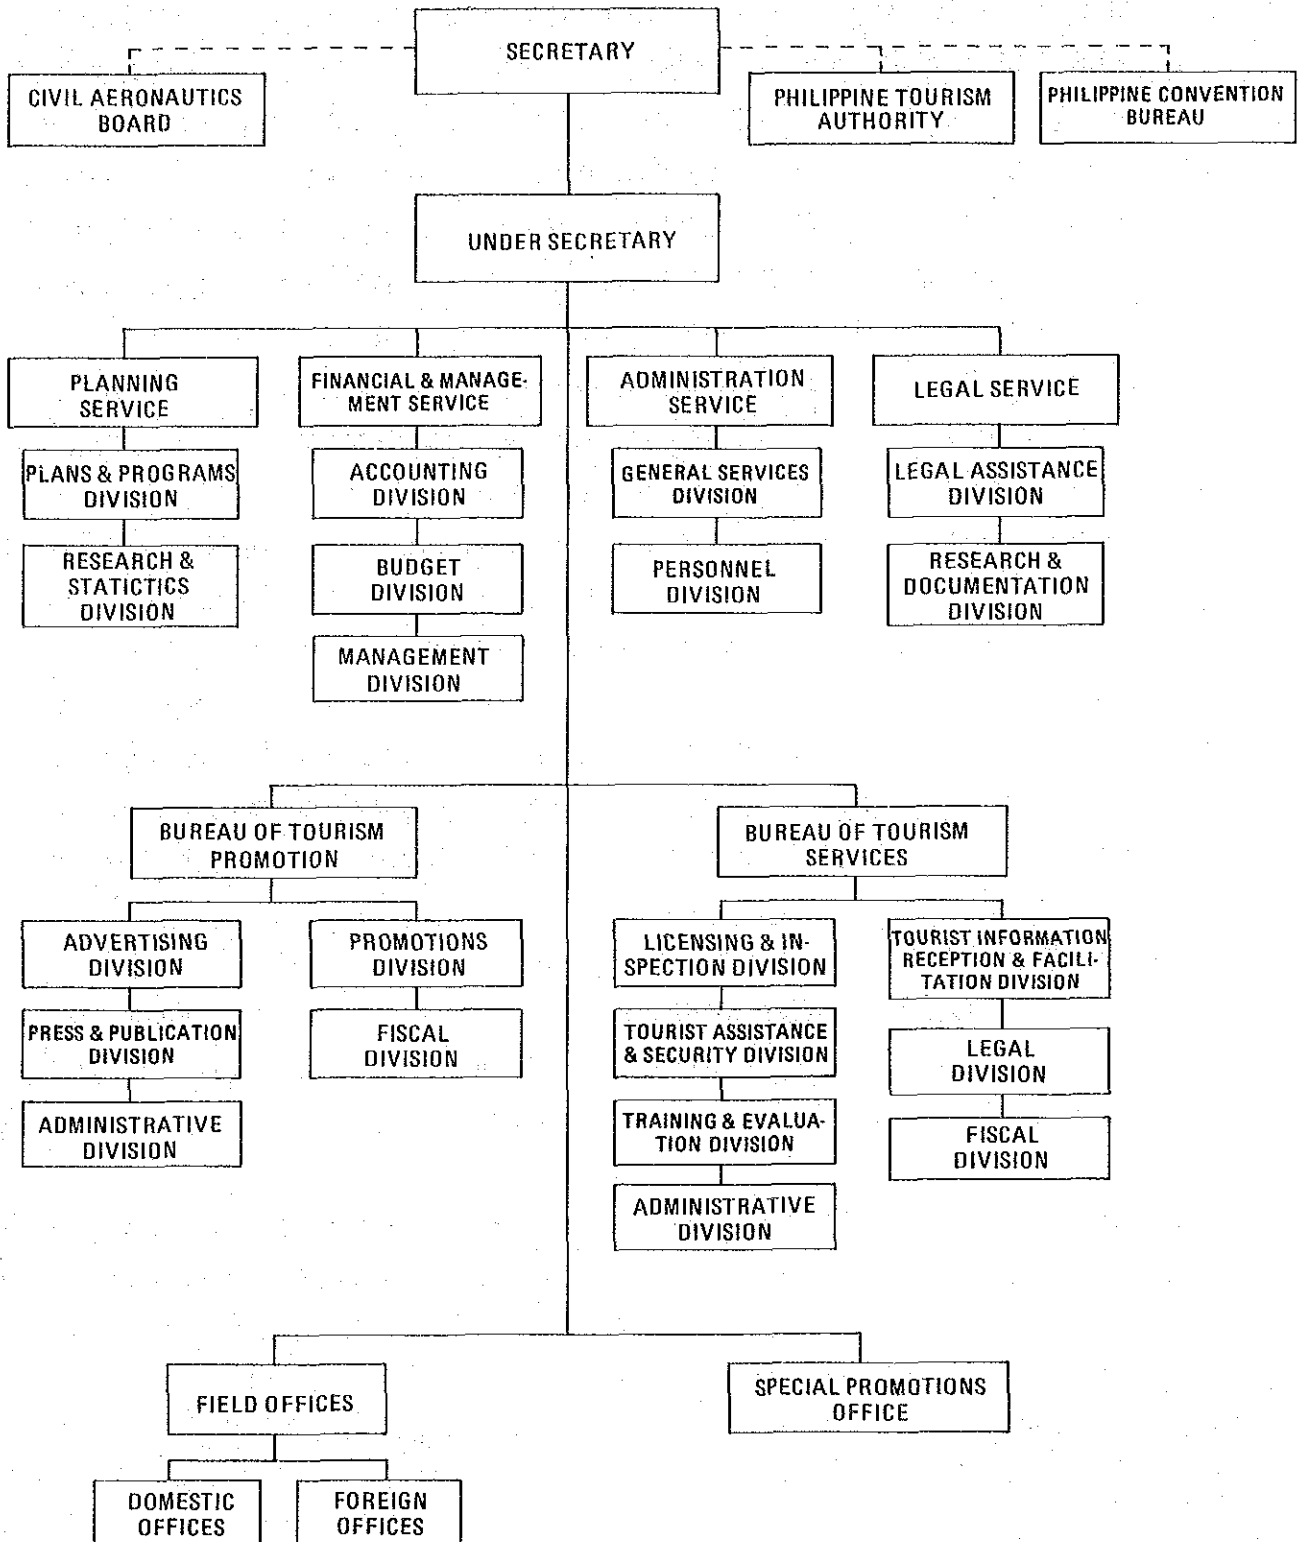 SECRETARY
CIVIL AERONAUTICS
BOARD
PHILIPPINE TOURISM
AUTHORITY
PHILIPPINE CONVENTION
BUREAU
UNDER SECRETARY
PLANNING
SERVICE
FINANCIAL & MANAGE-
MENT SERVICE
ADMINISTRATION
SERVICE
LEGAL SERVICE
PLANS & PROGRAMS
DIVISION
ACCOUNTING
DIVISION
GENERAL SERVICES
DIVISION
LEGAL ASSISTANCE
DIVISION
RESEARCH &
STATICTICS
DIVISION
BUDGET
DIVISION
PERSONNEL
DIVISION
RESEARCH &
DOCUMENTATION
DIVISION
MANAGEMENT
DIVISION
BUREAU OF TOURISM
PROMOTION
BUREAU OF TOURISM
SERVICES
ADVERTISING
DIVISION
PROMOTIONS
DIVISION
LICENSING & IN-
SPECTION DIVISION
TOURIST INFORMATION
RECEPTION & FACILI-
TATION DIVISION
PRESS & PUBLICATION
DIVISION
FISCAL
DIVISION
TOURIST ASSISTANCE
& SECURITY DIVISION
LEGAL
DIVISION
ADMINISTRATIVE
DIVISION
TRAINING & EVALUA-
TION DIVISION
FISCAL
DIVISION
ADMINISTRATIVE
DIVISION
FIELD OFFICES
SPECIAL PROMOTIONS
OFFICE
DOMESTIC
OFFICES
FOREIGN
OFFICES